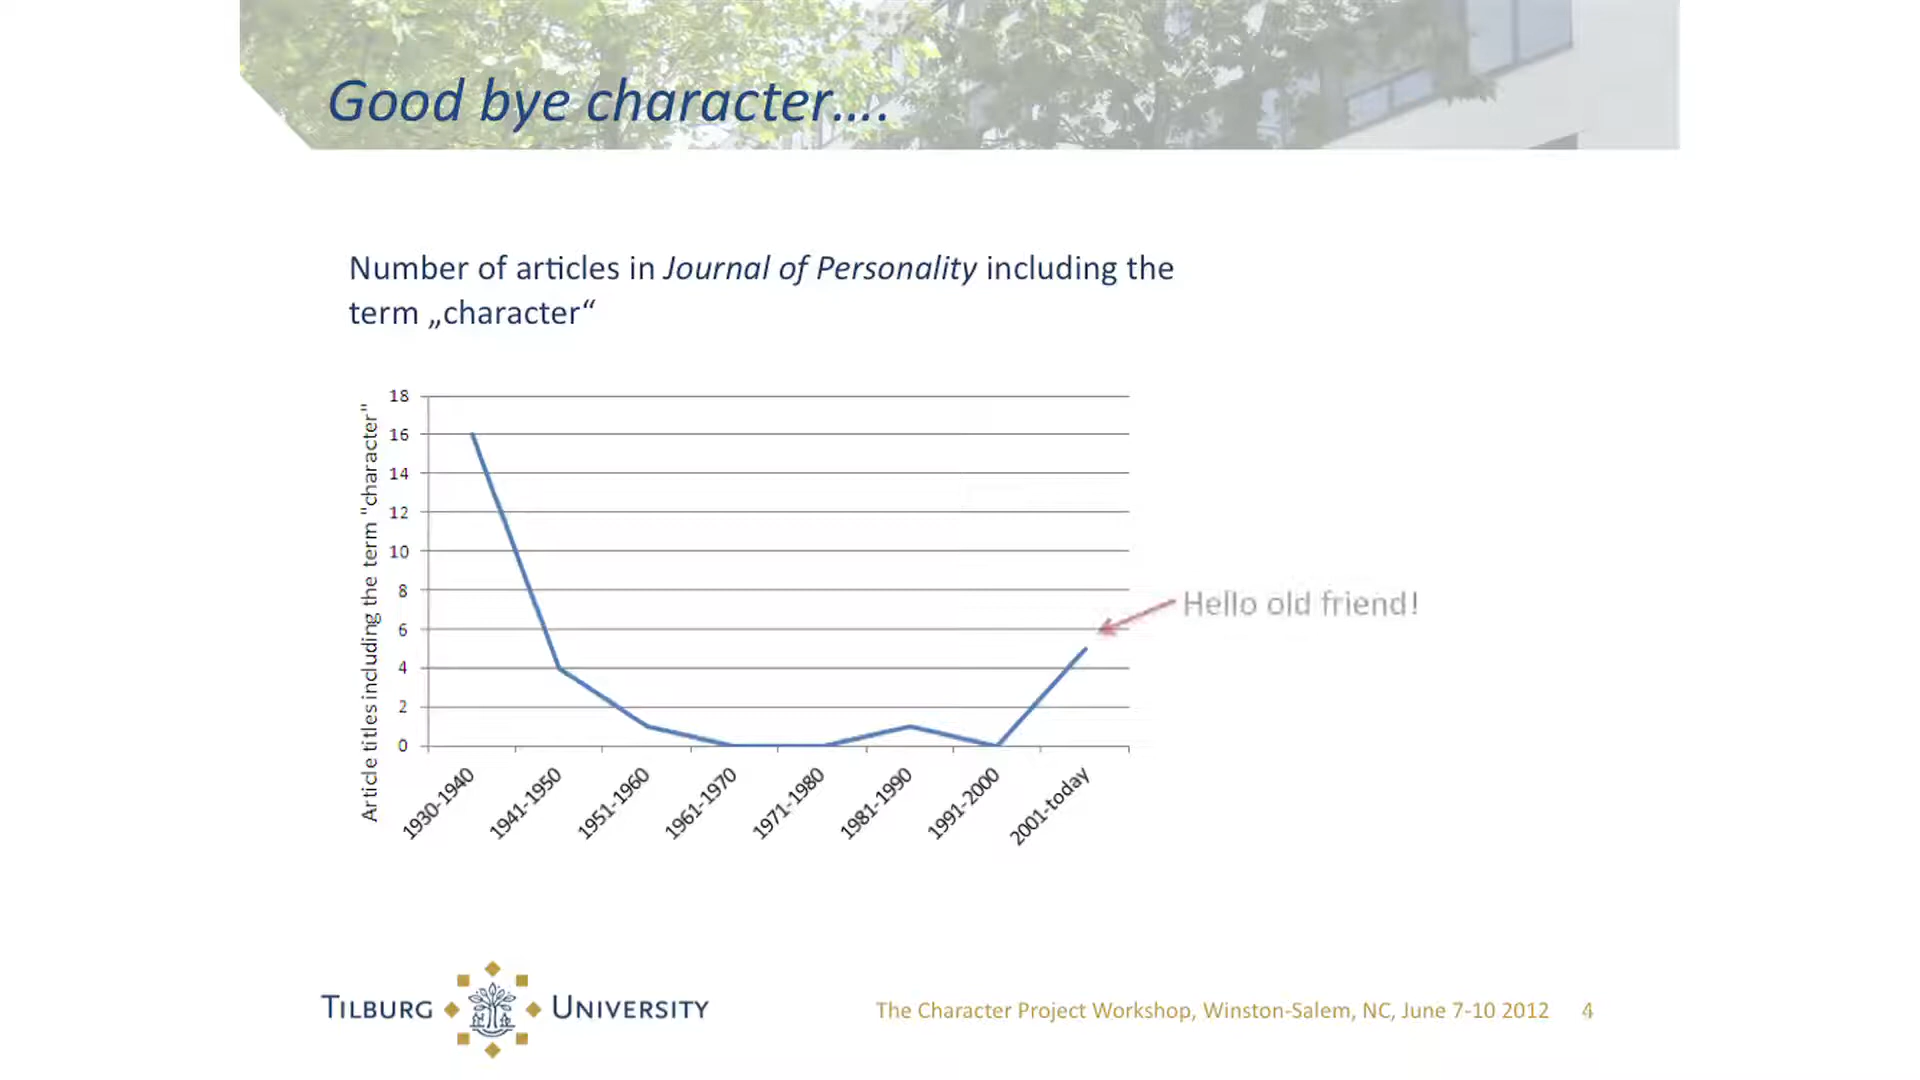 Good bye character....
Number of articles in Journal of Personality including the
term „character“
Article titles including the term "character"
18
16
14
12
10
8
6
4
2
0
1930-1940
1941-1950
1951-1960
1961-1970
1971-1980
1981-1990
1991-2000
2001-today
Hello old friend!
TILBURG UNIVERSITY
The Character Project Workshop, Winston-Salem, NC, June 7-10 2012 4